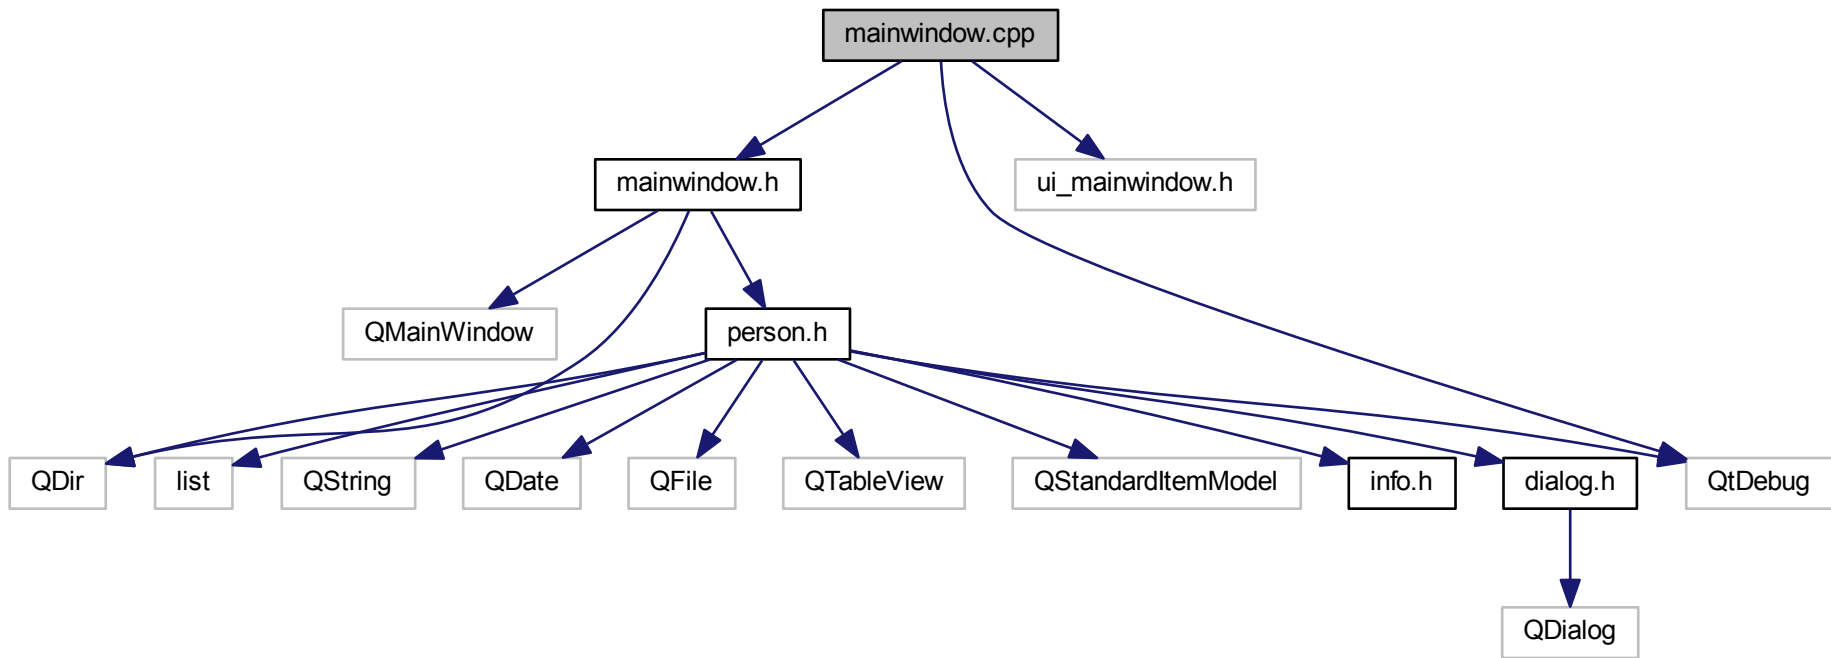 mainwindow.cpp
mainwindow.h
ui_mainwindow.h
QMainWindow
person.h
QDir
list
QString
QDate
QFile
QTableView
QStandardItemModel
info.h
dialog.h
QtDebug
QDialog